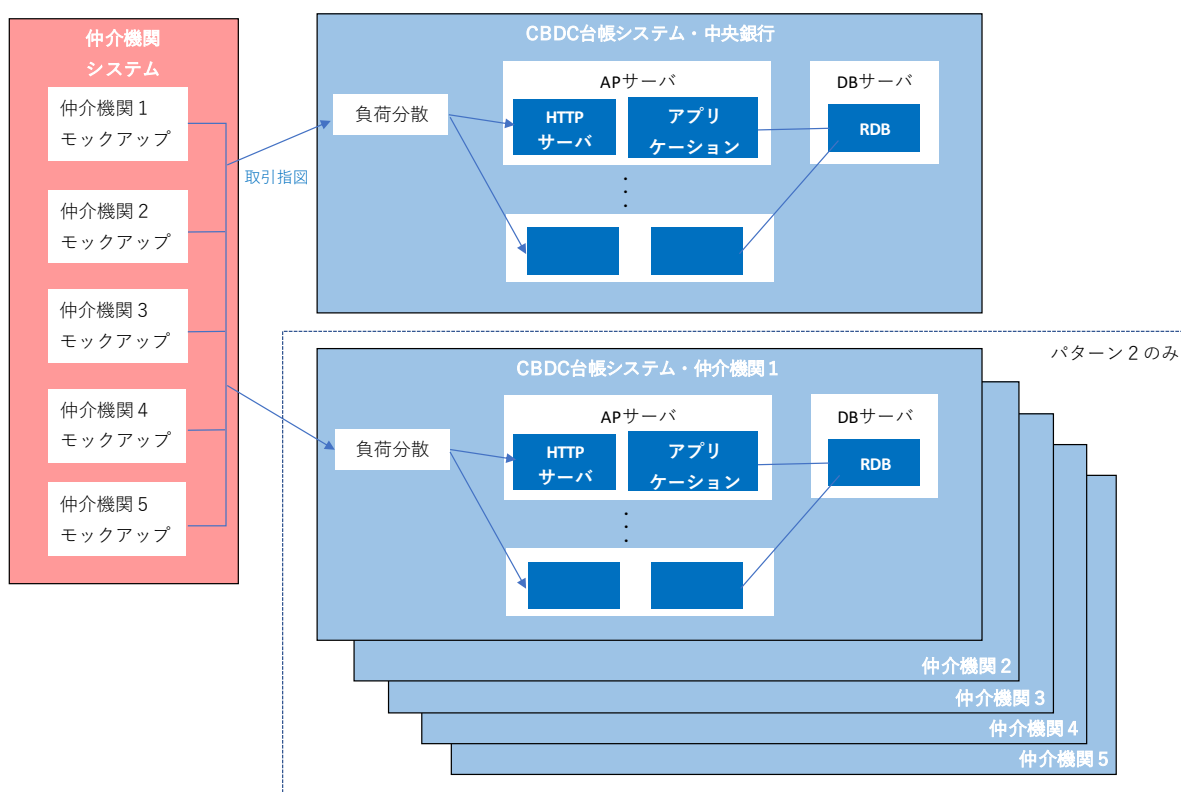 仲介機関
システム
仲介機関１
モックアップ
仲介機関２
モックアップ
仲介機関３
モックアップ
仲介機関４
モックアップ
仲介機関５
モックアップ
取引指図
CBDC台帳システム・中央銀行
負荷分散
APサーバ
HTTP
サーバ
アプリ
ケーション
DBサーバ
RDB
パターン２のみ
CBDC台帳システム・仲介機関１
負荷分散
APサーバ
HTTP
サーバ
アプリ
ケーション
DBサーバ
RDB
仲介機関２
仲介機関３
仲介機関４
仲介機関５